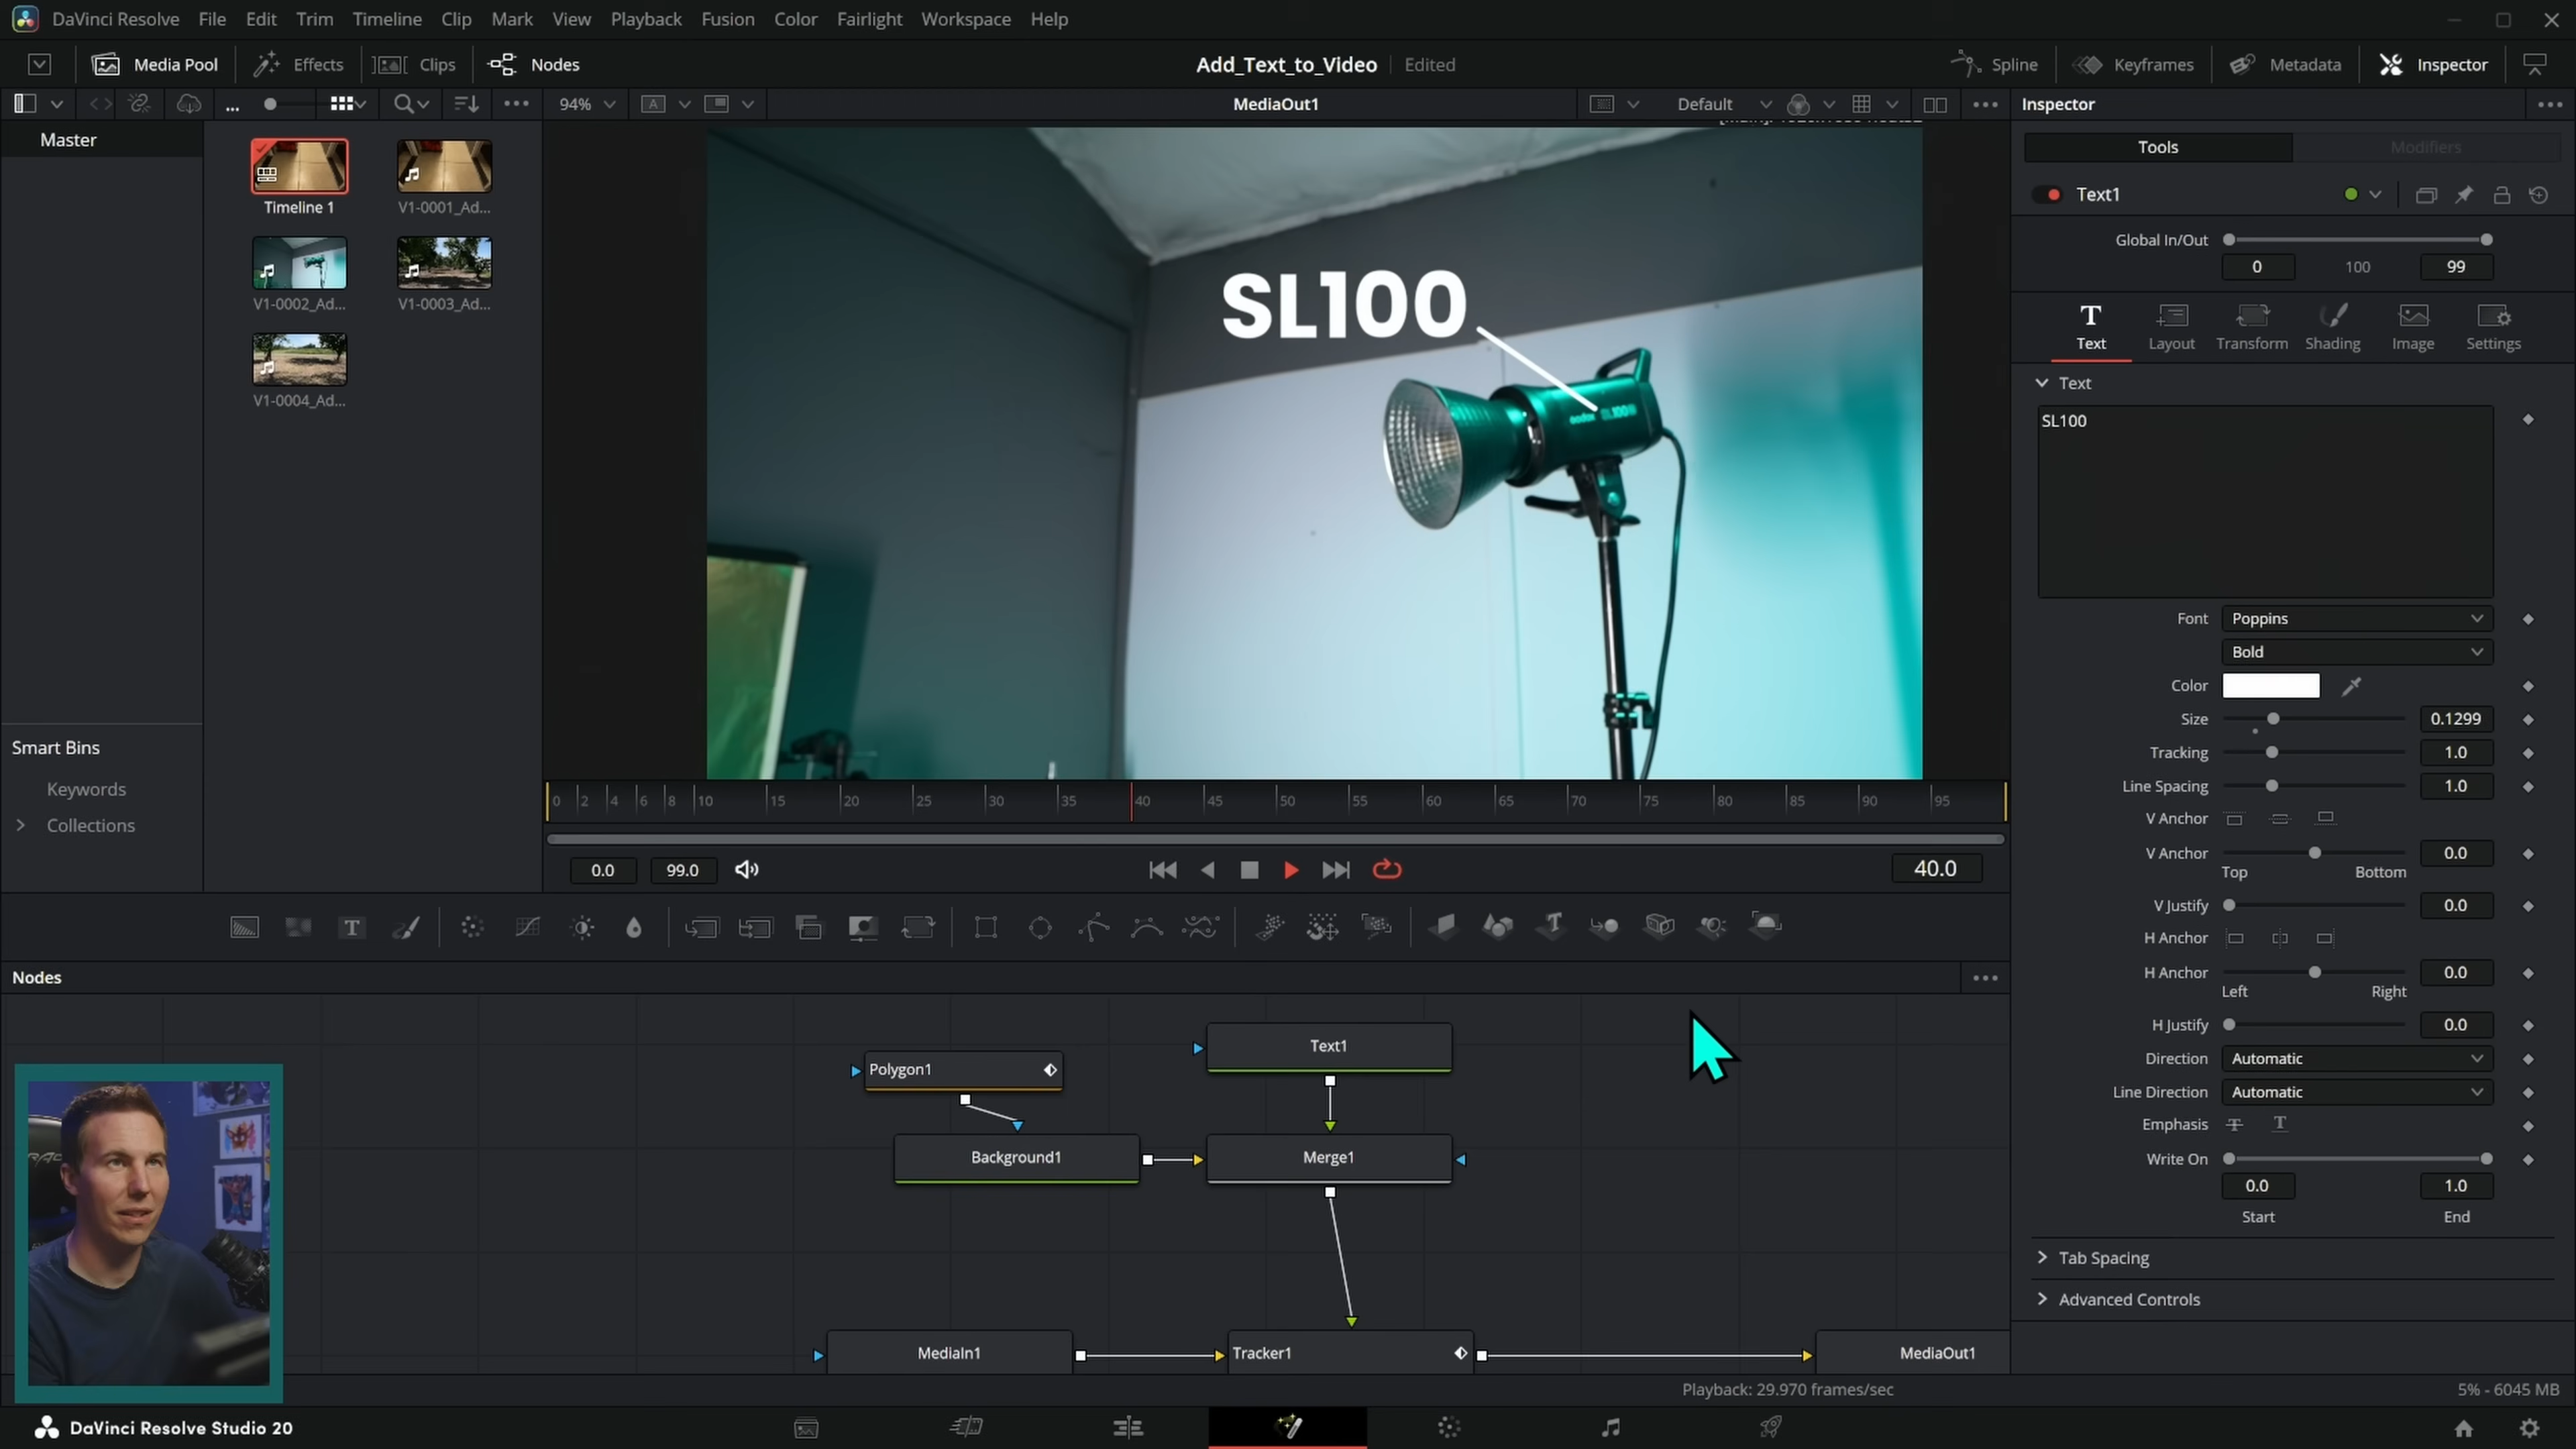 DaVinci Resolve File Edit Trim Timeline Clip Mark View Playback Fusion Color Fairlight Workspace Help
Media Pool Effects Clips Nodes Add_Text_to_Video Edited Spline Keyframes Metadata Inspector
... 94% A MediaOut1 Default Inspector
Master
Timeline 1
V1-0001_Ad...
V1-0002_Ad...
V1-0003_Ad...
V1-0004_Ad...
Smart Bins
Keywords
Collections
SL100
godox SL100
0 2 4 6 8 10 15 20 25 30 35 40 45 50 55 60 65 70 75 80 85 90 95
0.0 99.0 40.0
Nodes
Polygon1
Text1
Background1
Merge1
MediaIn1
Tracker1
MediaOut1
Tools Modifiers
Text1
Global In/Out
0 100 99
Text Layout Transform Shading Image Settings
Text
SL100
Font Poppins
Bold
Color
Size 0.1299
Tracking 1.0
Line Spacing 1.0
V Anchor
V Anchor 0.0
Top Bottom
V Justify 0.0
H Anchor
H Anchor 0.0
Left Right
H Justify 0.0
Direction Automatic
Line Direction Automatic
Emphasis T T
Write On
0.0 1.0
Start End
Tab Spacing
Advanced Controls
Playback: 29.970 frames/sec 5% - 6045 MB
DaVinci Resolve Studio 20